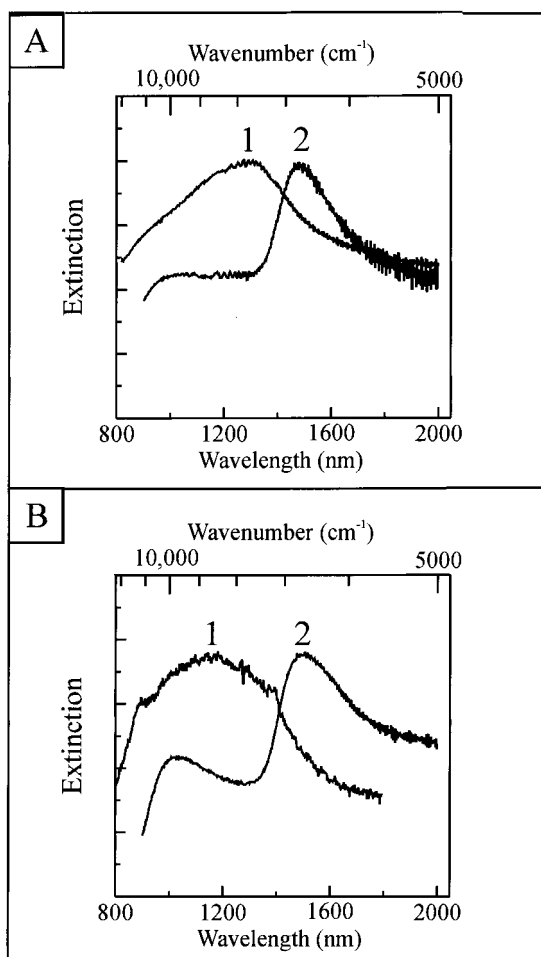 A
Wavenumber (cm-1)
10,000 5000
1 2
Extinction
800 1200 1600 2000
Wavelength (nm)
B
Wavenumber (cm-1)
10,000 5000
1 2
Extinction
800 1200 1600 2000
Wavelength (nm)